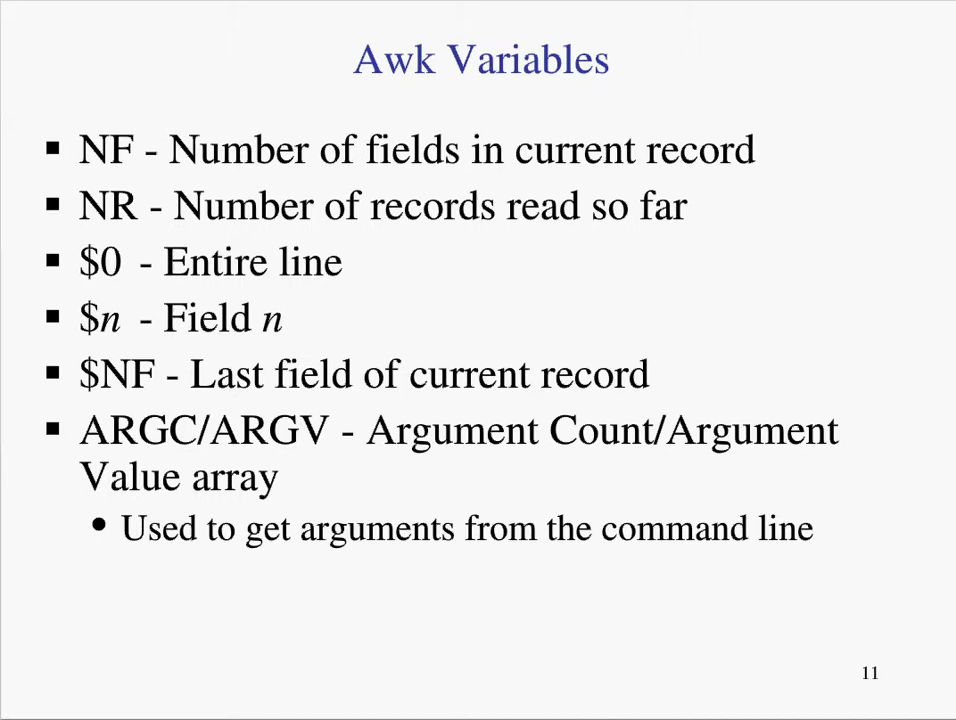 Awk Variables
▪ NF - Number of fields in current record
▪ NR - Number of records read so far
▪ $0 - Entire line
▪ $n - Field n
▪ $NF - Last field of current record
▪ ARGC/ARGV - Argument Count/Argument
Value array
• Used to get arguments from the command line
11